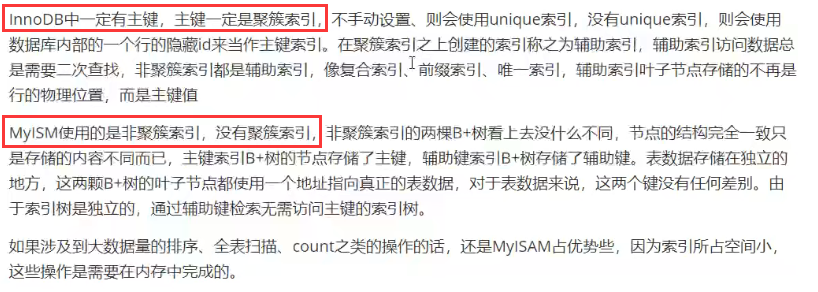 InnoDB中一定有主键，主键一定是聚簇索引，不手动设置、则会使用unique索引，没有unique索引，则会使用
数据库内部的一个行的隐藏id来当作主键索引。在聚簇索引之上创建的索引称之为辅助索引，辅助索引访问数据总
是需要二次查找，非聚簇索引都是辅助索引，像复合索引、前缀索引、唯一索引，辅助索引叶子节点存储的不再是
行的物理位置，而是主键值
MyISM使用的是非聚簇索引，没有聚簇索引，非聚簇索引的两棵B+树看上去没什么不同，节点的结构完全一致只
是存储的内容不同而已，主键索引B+树的节点存储了主键，辅助键索引B+树存储了辅助键。表数据存储在独立的
地方，这两颗B+树的叶子节点都使用一个地址指向真正的表数据，对于表数据来说，这两个键没有任何差别。由
于索引树是独立的，通过辅助键检索无需访问主键的索引树。
如果涉及到大数据量的排序、全表扫描、count之类的操作的话，还是MyISAM占优势些，因为索引所占空间小，
这些操作是需要在内存中完成的。